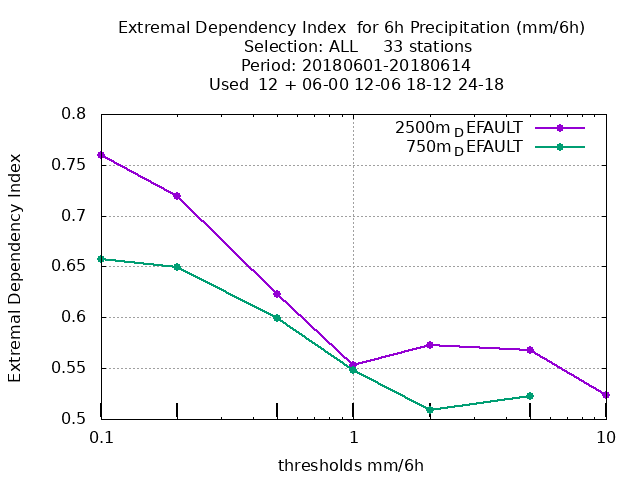 Extremal Dependency Index  for 6h Precipitation (mm/6h)
Selection: ALL     33 stations
Period: 20180601-20180614
Used  12 + 06-00 12-06 18-12 24-18
2500m_DEFAULT
750m_DEFAULT
Extremal Dependency Index
0.8
0.75
0.7
0.65
0.6
0.55
0.5
0.1
1
10
thresholds mm/6h